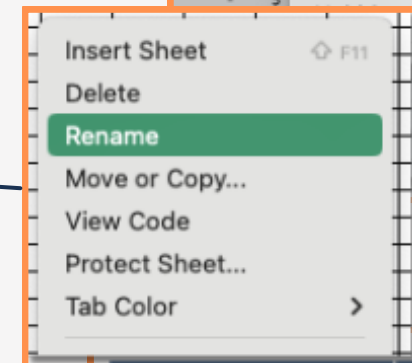 Insert Sheet ⇧ F11
Delete
Rename
Move or Copy...
View Code
Protect Sheet...
Tab Color